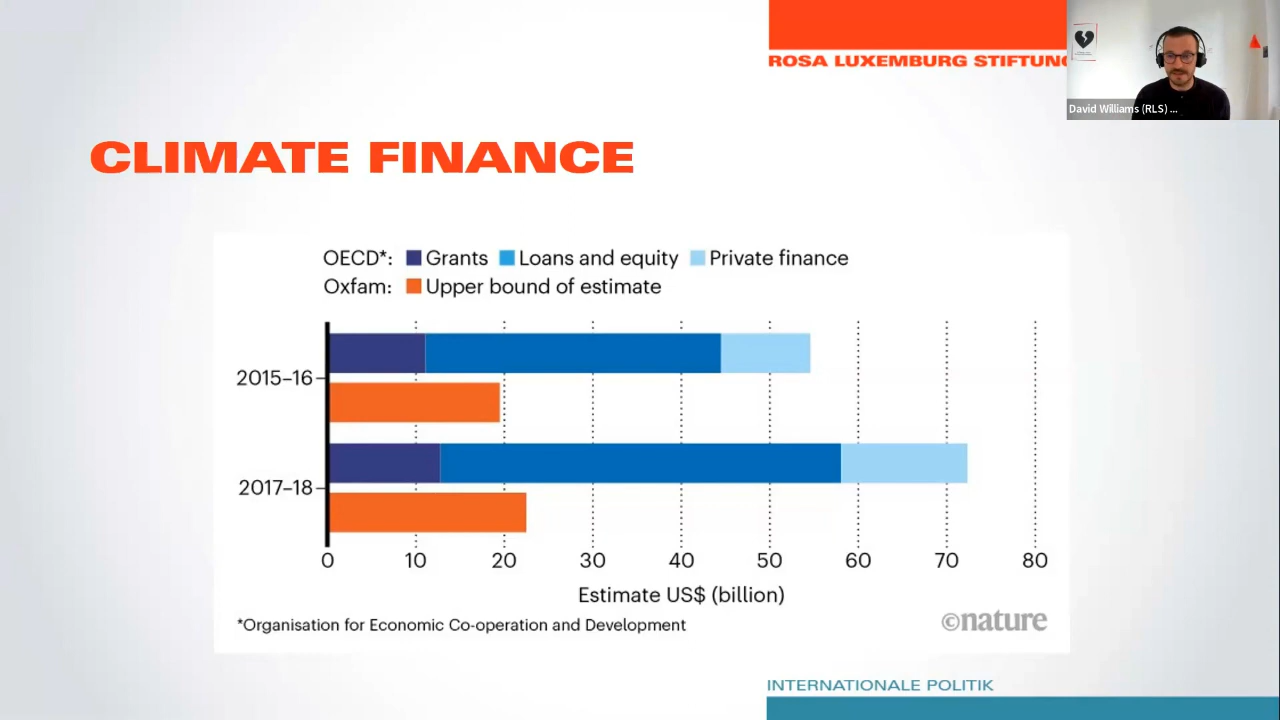 ROSA LUXEMBURG STIFTUNG
David Williams (RLS) ...
CLIMATE FINANCE
OECD*: Grants Loans and equity Private finance
Oxfam: Upper bound of estimate
2015–16
2017–18
0 10 20 30 40 50 60 70 80
Estimate US$ (billion)
*Organisation for Economic Co-operation and Development
©nature
INTERNATIONALE POLITIK